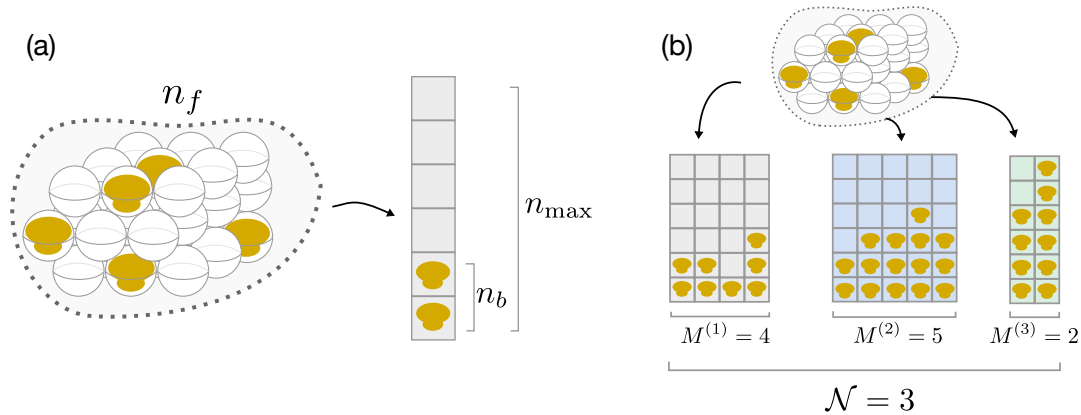 (a)
n_f
n_max
n_b
(b)
M^(1) = 4
M^(2) = 5
M^(3) = 2
𝒩 = 3